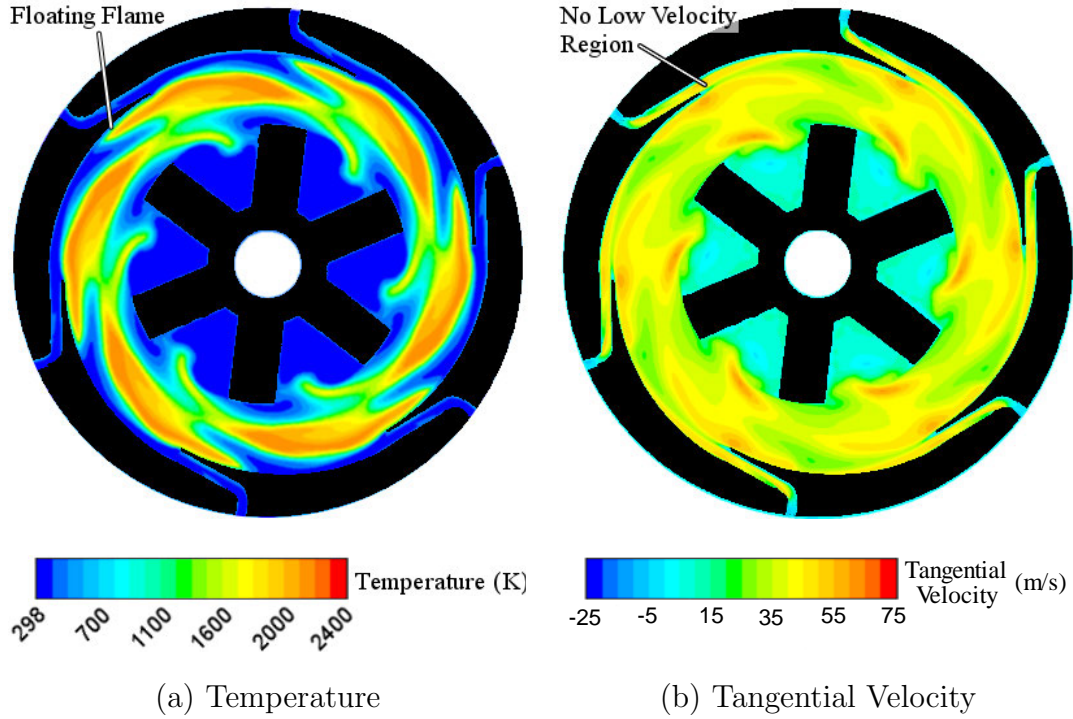 Floating Flame
No Low Velocity
Region
298 700 1100 1600 2000 2400
Temperature (K)
-25 -5 15 35 55 75
Tangential
Velocity (m/s)
(a) Temperature
(b) Tangential Velocity